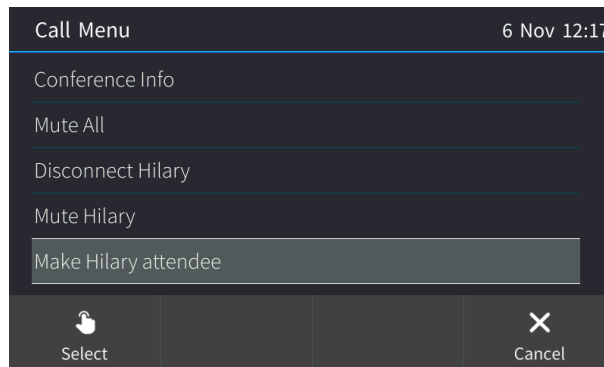 Call Menu 6 Nov 12:17
Conference Info
Mute All
Disconnect Hilary
Mute Hilary
Make Hilary attendee
Select Cancel